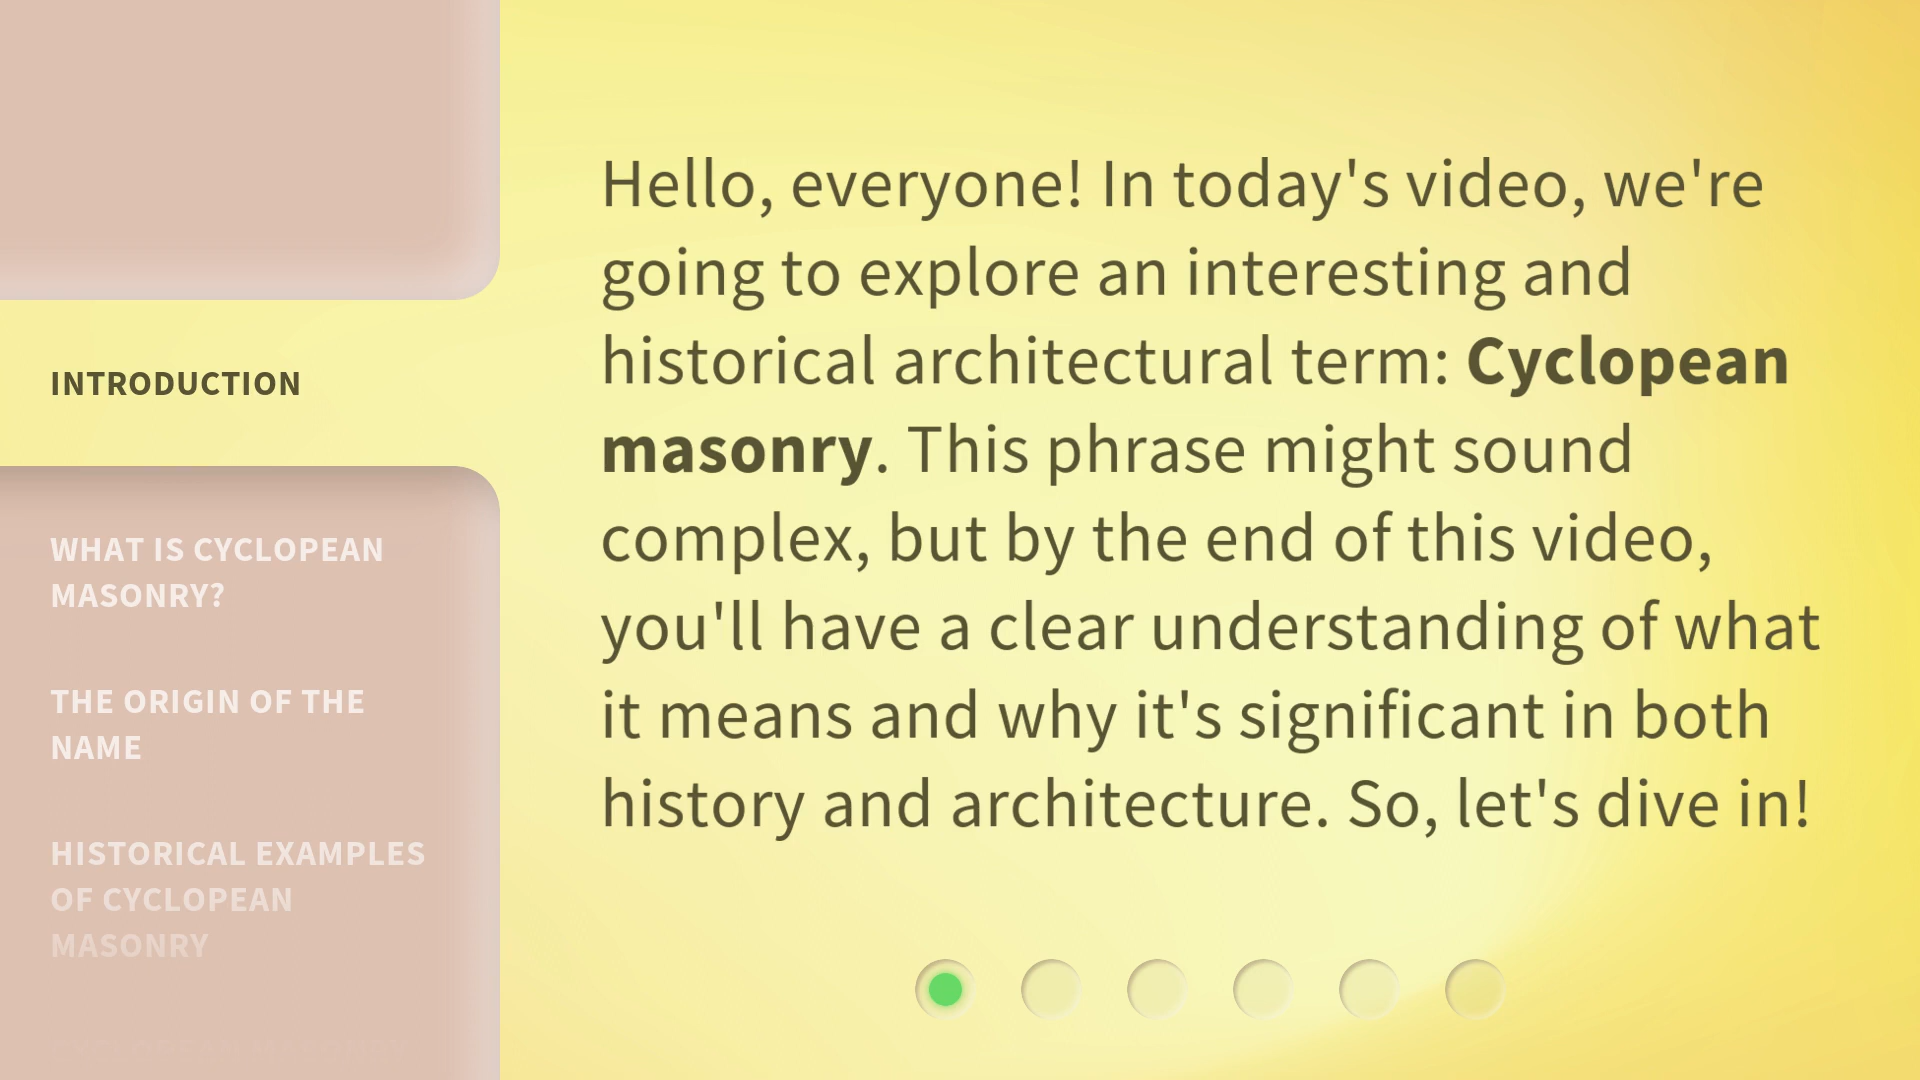 INTRODUCTION
WHAT IS CYCLOPEAN
MASONRY?
THE ORIGIN OF THE
NAME
HISTORICAL EXAMPLES
OF CYCLOPEAN
MASONRY
Hello, everyone! In today's video, we're
going to explore an interesting and
historical architectural term: Cyclopean
masonry. This phrase might sound
complex, but by the end of this video,
you'll have a clear understanding of what
it means and why it's significant in both
history and architecture. So, let's dive in!